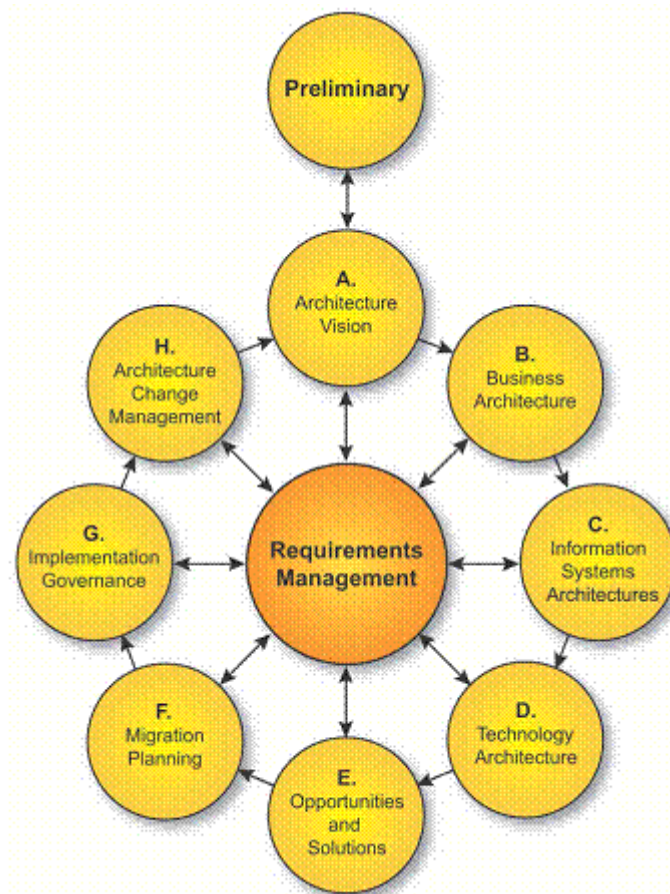 Preliminary
A.
Architecture
Vision
B.
Business
Architecture
C.
Information
Systems
Architectures
D.
Technology
Architecture
E.
Opportunities
and
Solutions
F.
Migration
Planning
G.
Implementation
Governance
H.
Architecture
Change
Management
Requirements
Management